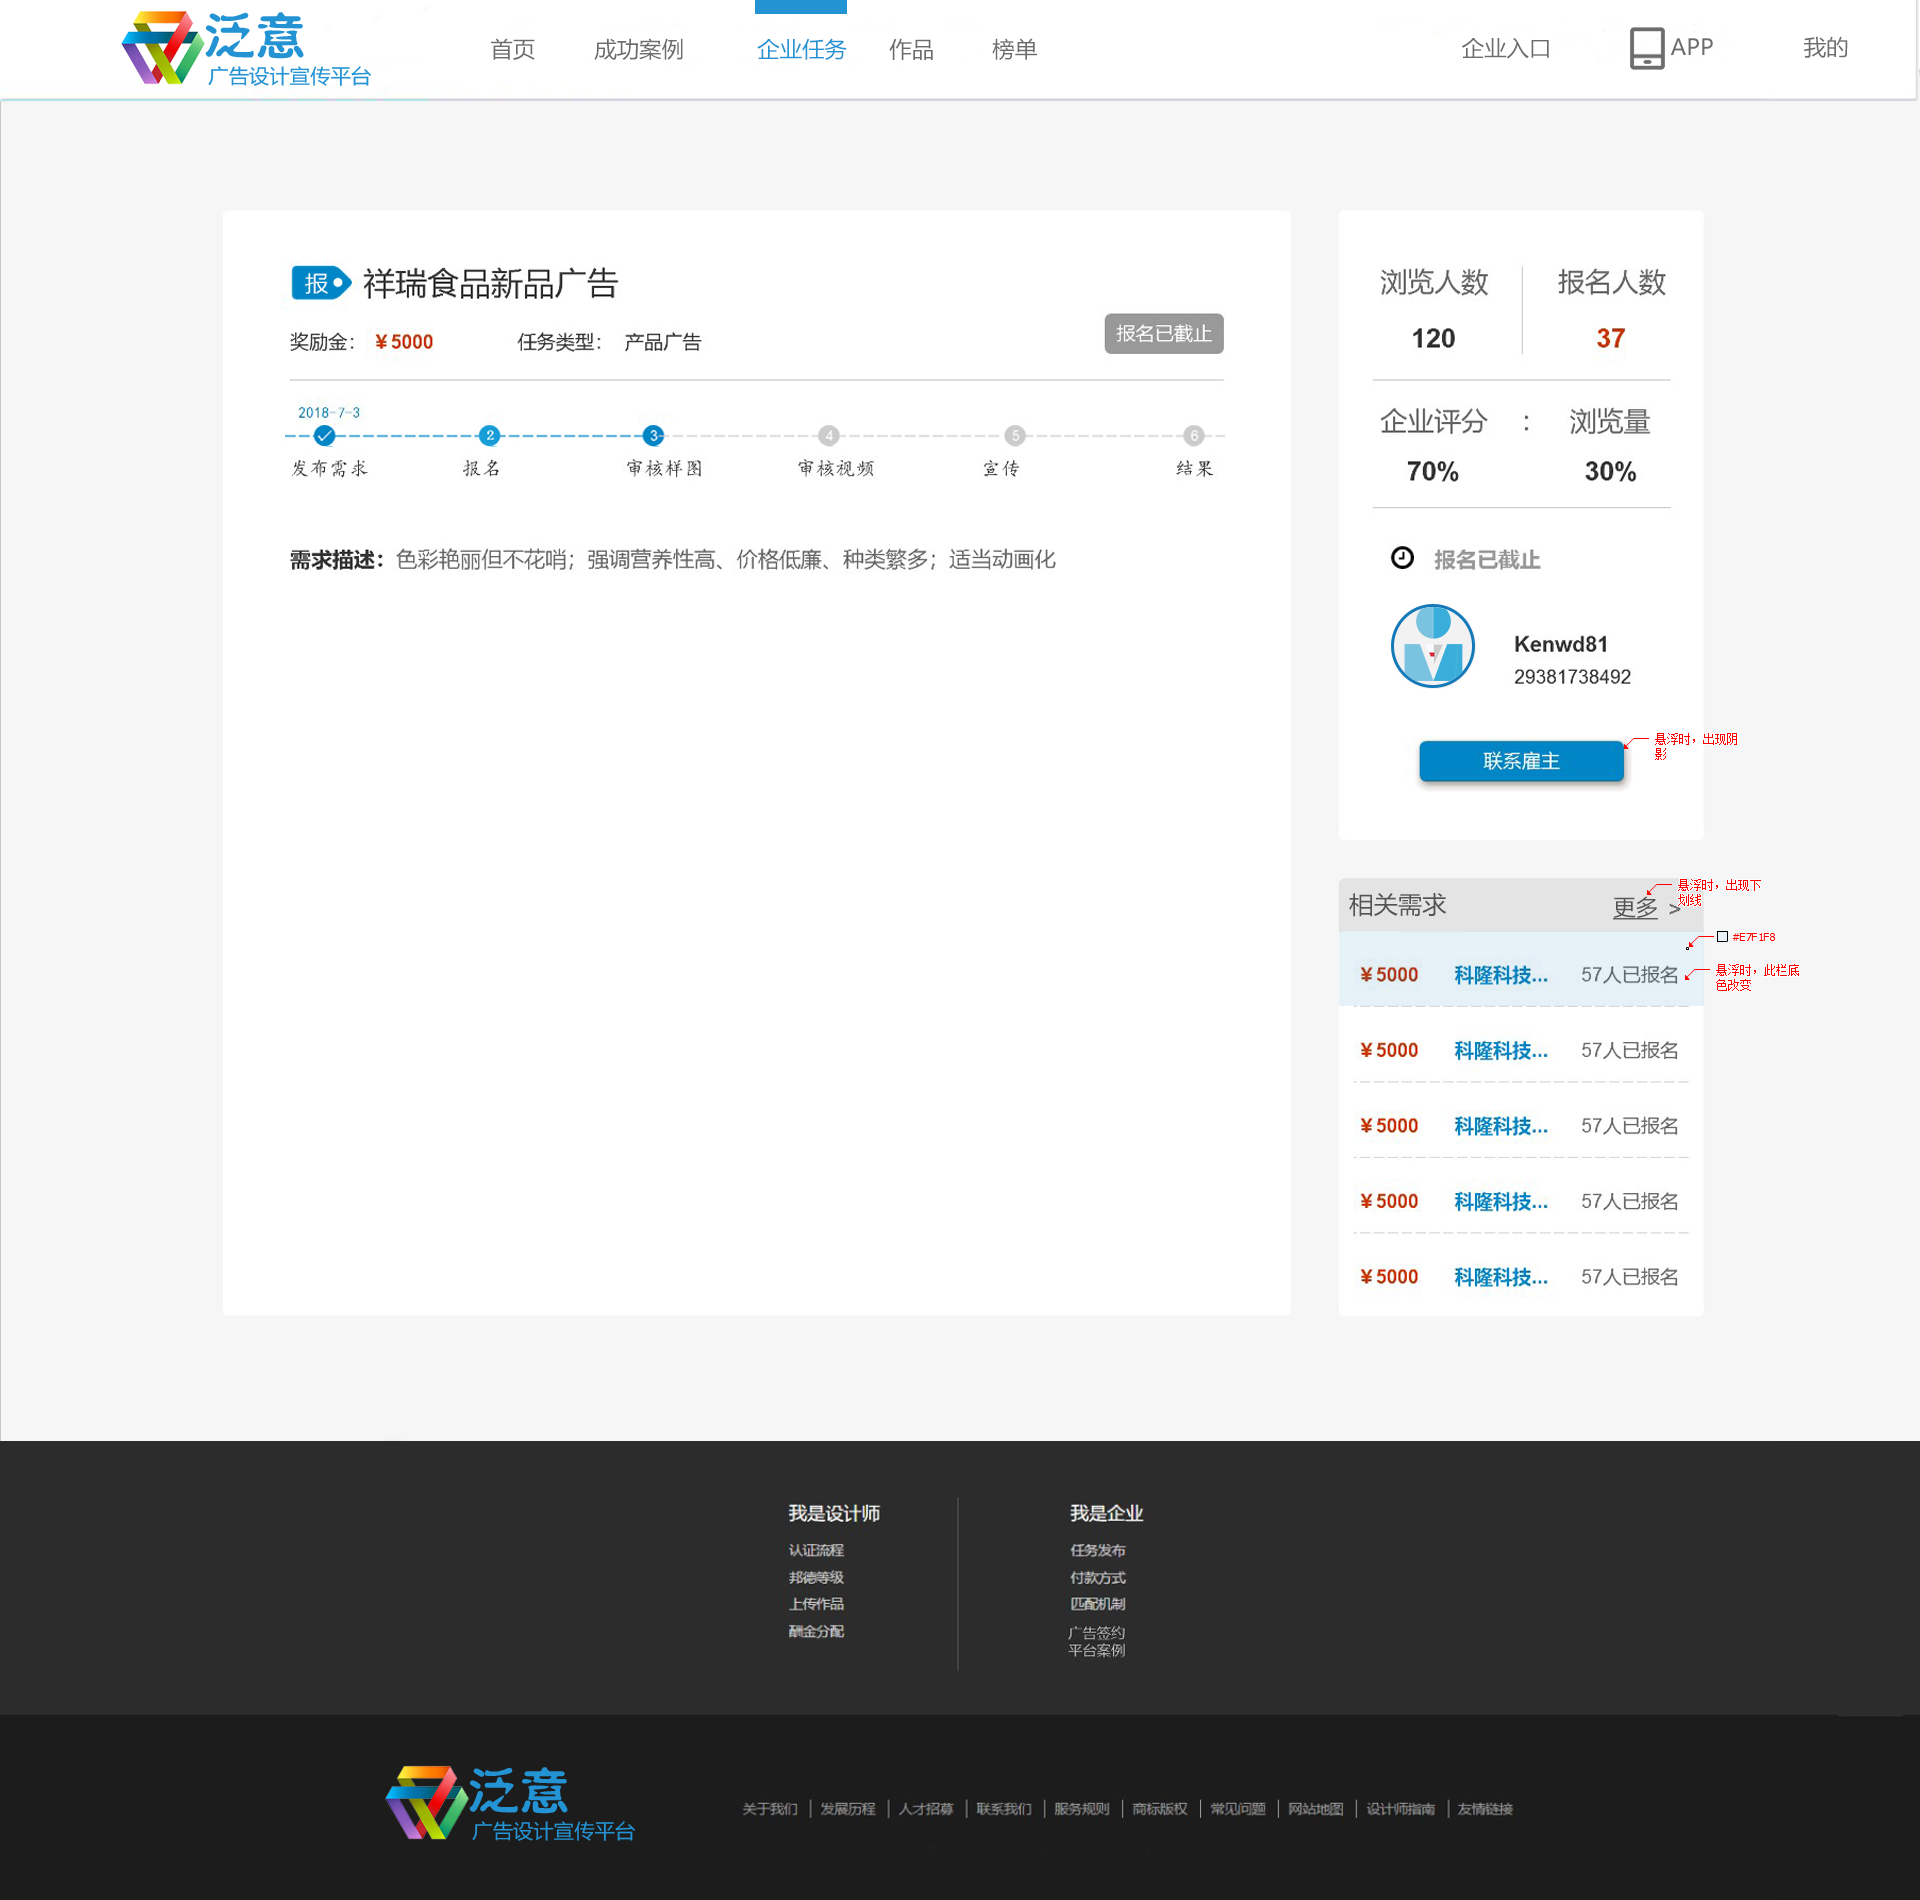 泛意
广告设计宣传平台
首页 成功案例 企业任务 作品 榜单 企业入口 APP 我的
报 祥瑞食品新品广告
奖励金： ¥5000 任务类型： 产品广告
报名已截止
2018-7-3
2 3 4 5 6
发布需求 报名 审核样图 审核视频 宣传 结果
需求描述：色彩艳丽但不花哨；强调营养性高、价格低廉、种类繁多；适当动画化
浏览人数 报名人数
120 37
企业评分 : 浏览量
70% 30%
报名已截止
Kenwd81
29381738492
联系雇主
悬浮时，出现阴
影
相关需求 更多 >
悬浮时，出现下
划线
#E7F1F8
¥5000 科隆科技... 57人已报名
悬浮时，此栏底
色改变
¥5000 科隆科技... 57人已报名
¥5000 科隆科技... 57人已报名
¥5000 科隆科技... 57人已报名
¥5000 科隆科技... 57人已报名
我是设计师
认证流程
邦德等级
上传作品
酬金分配
我是企业
任务发布
付款方式
匹配机制
广告签约
平台案例
泛意
广告设计宣传平台
关于我们 | 发展历程 | 人才招募 | 联系我们 | 服务规则 | 商标版权 | 常见问题 | 网站地图 | 设计师指南 | 友情链接